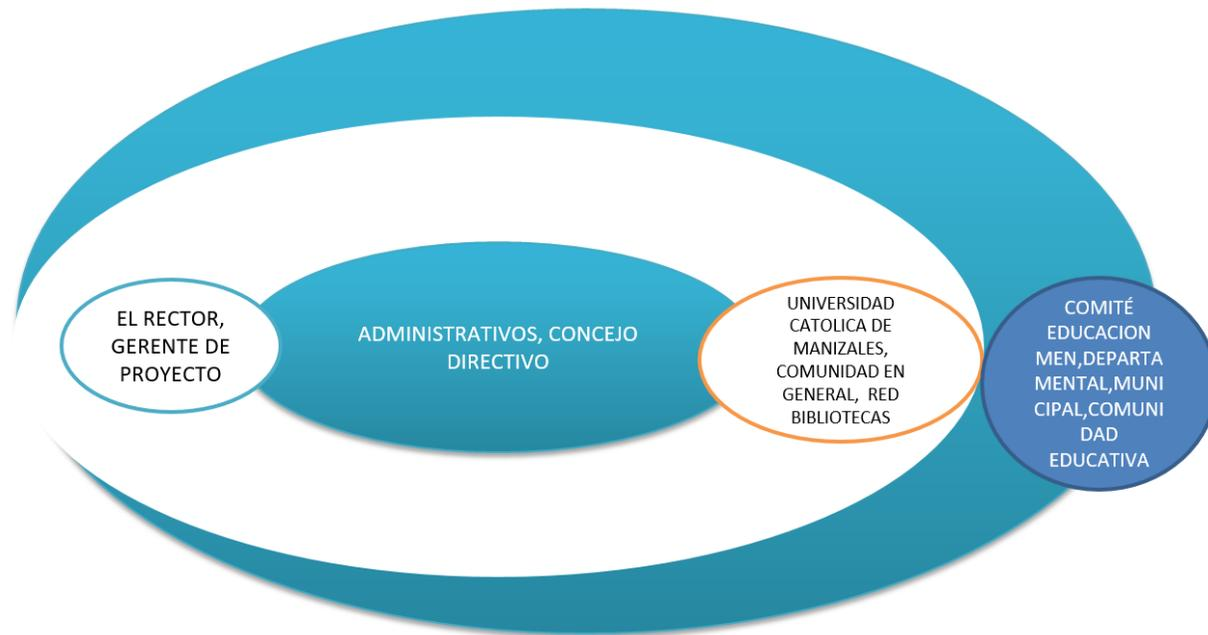 EL RECTOR,
GERENTE DE
PROYECTO
ADMINISTRATIVOS, CONCEJO
DIRECTIVO
UNIVERSIDAD
CATOLICA DE
MANIZALES,
COMUNIDAD EN
GENERAL, RED
BIBLIOTECAS
COMITÉ
EDUCACION
MEN,DEPARTA
MENTAL,MUNI
CIPAL,COMUNI
DAD
EDUCATIVA